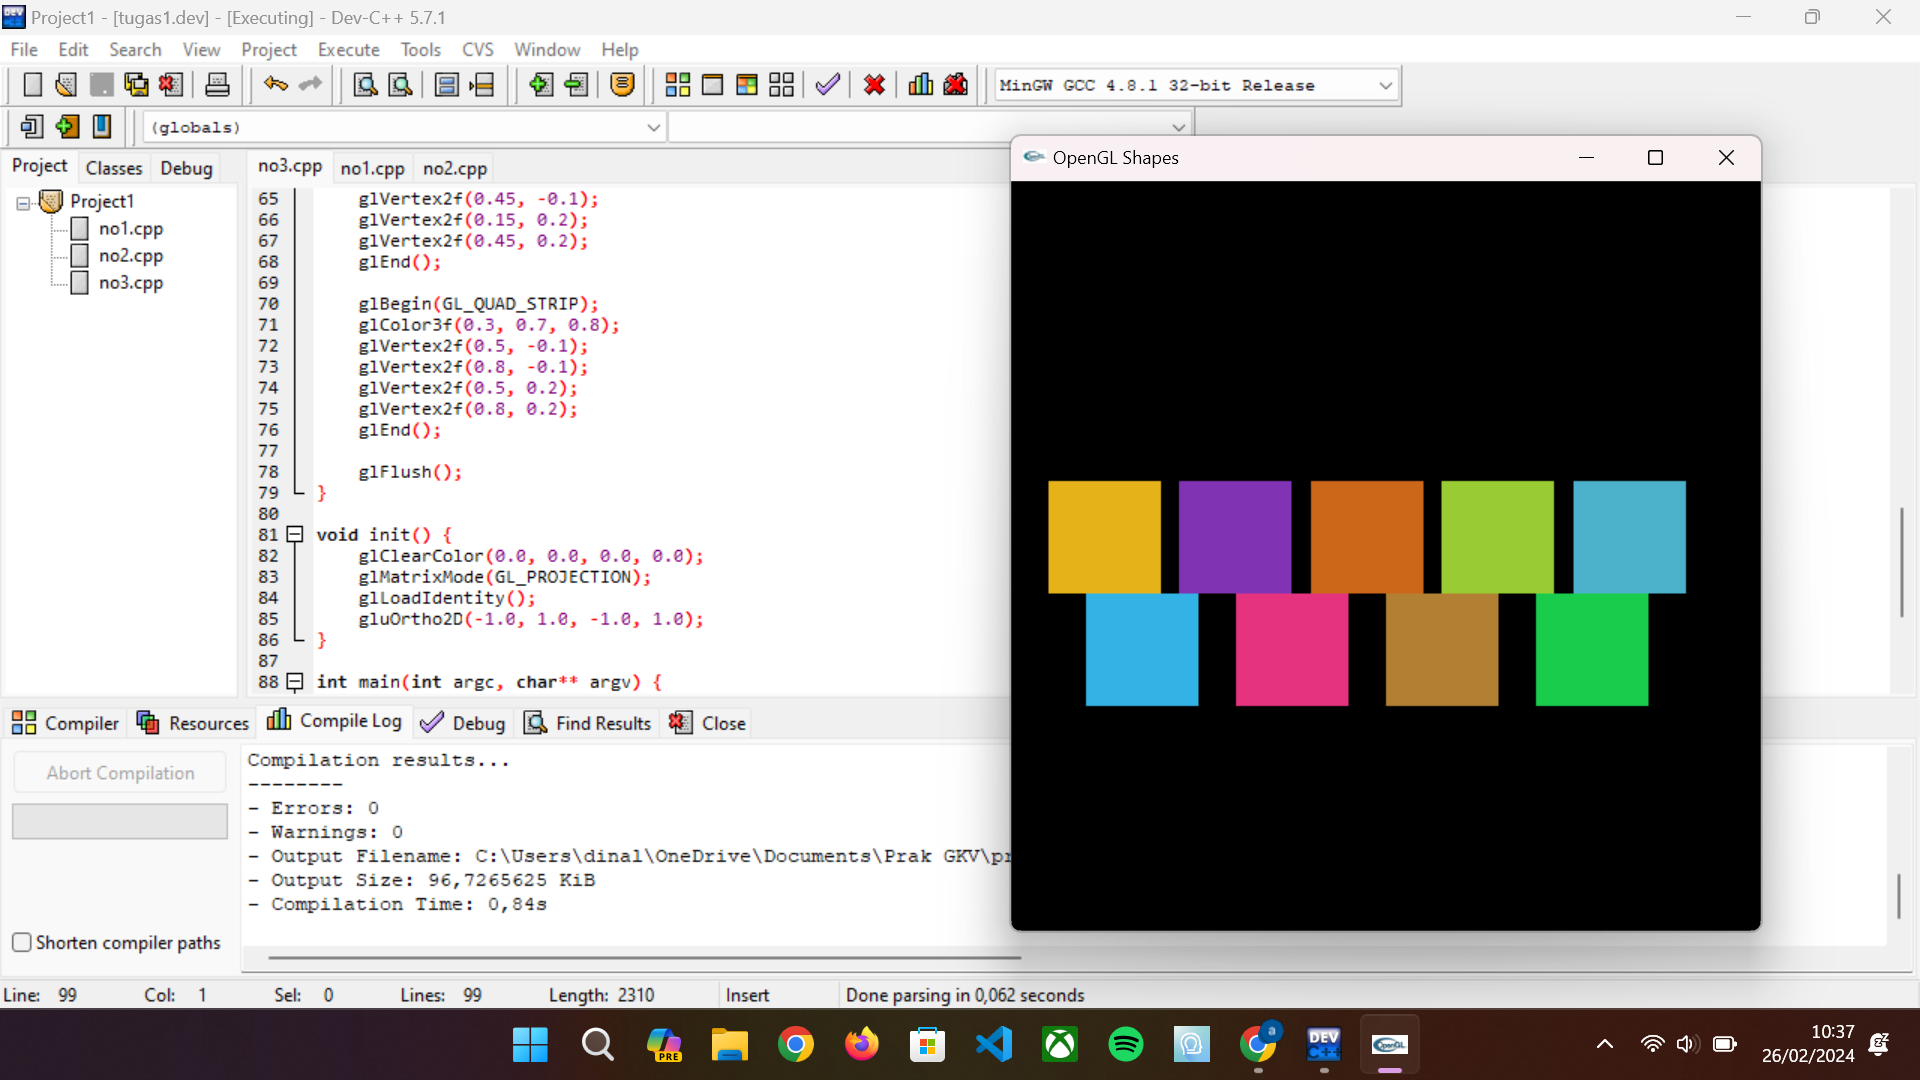 Project1 - [tugas1.dev] - [Executing] - Dev-C++ 5.7.1
File Edit Search View Project Execute Tools CVS Window Help
MinGW GCC 4.8.1 32-bit Release
(globals)
Project Classes Debug
no3.cpp no1.cpp no2.cpp
Project1
no1.cpp
no2.cpp
no3.cpp
65 glVertex2f(0.45, -0.1);
66 glVertex2f(0.15, 0.2);
67 glVertex2f(0.45, 0.2);
68 glEnd();
69
70 glBegin(GL_QUAD_STRIP);
71 glColor3f(0.3, 0.7, 0.8);
72 glVertex2f(0.5, -0.1);
73 glVertex2f(0.8, -0.1);
74 glVertex2f(0.5, 0.2);
75 glVertex2f(0.8, 0.2);
76 glEnd();
77
78 glFlush();
79 }
80
81 void init() {
82 glClearColor(0.0, 0.0, 0.0, 0.0);
83 glMatrixMode(GL_PROJECTION);
84 glLoadIdentity();
85 gluOrtho2D(-1.0, 1.0, -1.0, 1.0);
86 }
87
88 int main(int argc, char** argv) {
OpenGL Shapes
Compiler Resources Compile Log Debug Find Results Close
Abort Compilation
Shorten compiler paths
Compilation results...
--------
- Errors: 0
- Warnings: 0
- Output Filename: C:\Users\dinal\OneDrive\Documents\Prak GKV\pr
- Output Size: 96,7265625 KiB
- Compilation Time: 0,84s
Line: 99 Col: 1 Sel: 0 Lines: 99 Length: 2310 Insert Done parsing in 0,062 seconds
PRE
a
DEV
C++
OpenGL
10:37
26/02/2024